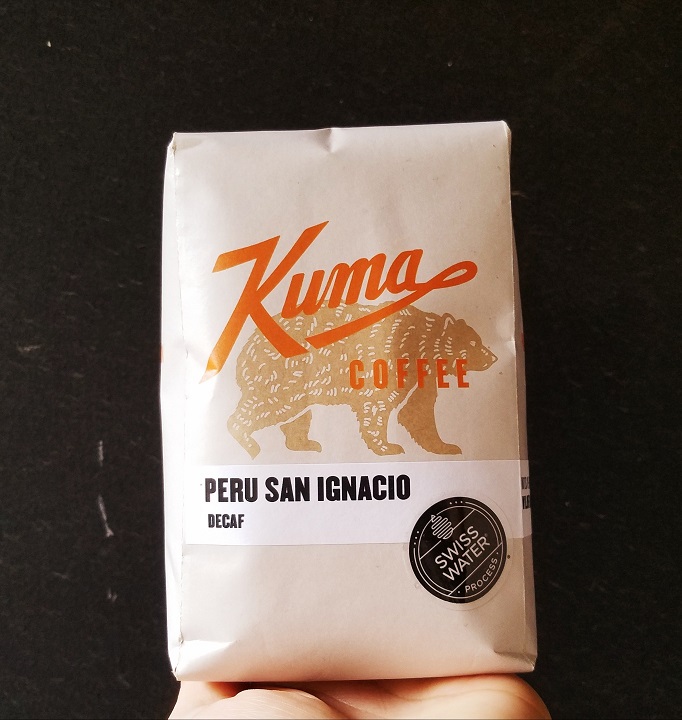 Kuma
COFFEE
PERU SAN IGNACIO
DECAF
SWISS
WATER
PROCESS